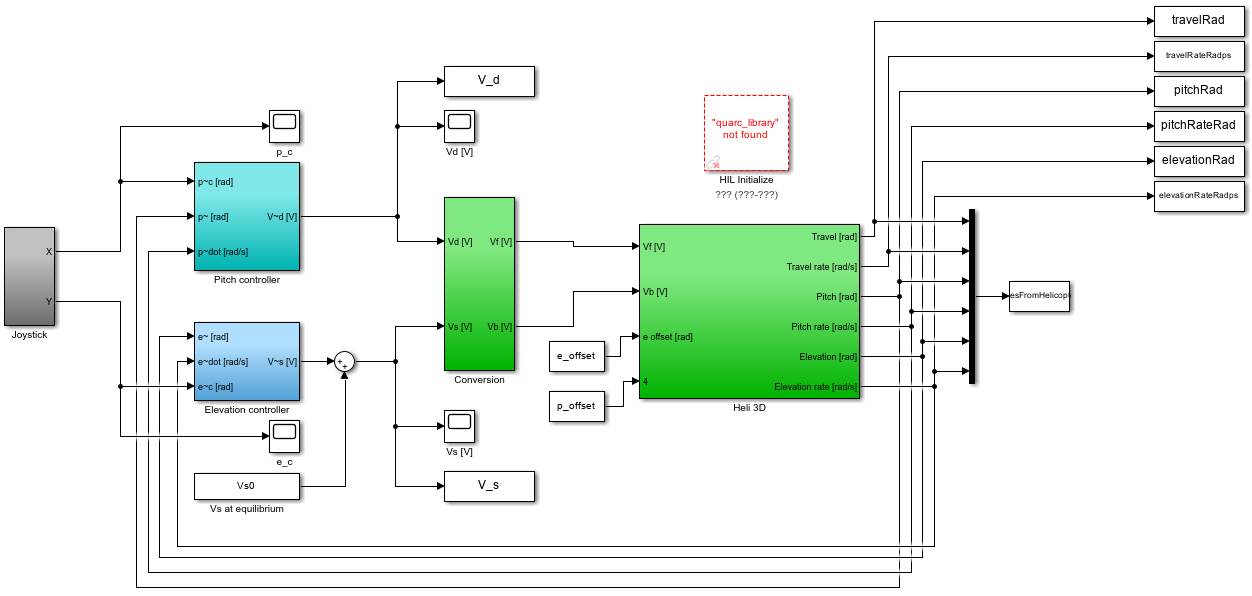 travelRad
travelRateRadps
pitchRad
pitchRateRad
elevationRad
elevationRateRadps
V_d
Vd [V]
p_c
"quarc_library"
not found
HIL Initialize
??? (???-???)
p~c [rad]
p~ [rad]
p~dot [rad/s]
V~d [V]
Pitch controller
X
Y
Joystick
Vd [V]
Vs [V]
Vf [V]
Vb [V]
Conversion
Vf [V]
Vb [V]
e offset [rad]
4
Travel [rad]
Travel rate [rad/s]
Pitch [rad]
Pitch rate [rad/s]
Elevation [rad]
Elevation rate [rad/s]
Heli 3D
esFromHelicopt
e_offset
p_offset
e~ [rad]
e~dot [rad/s]
e~c [rad]
V~s [V]
Elevation controller
+
+
e_c
Vs0
Vs at equilibrium
Vs [V]
V_s